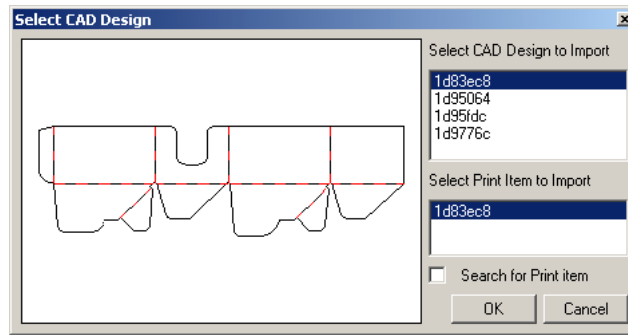 Select CAD Design
Select CAD Design to Import
1d83ec8
1d95064
1d95fdc
1d9776c
Select Print Item to Import
1d83ec8
Search for Print item
OK
Cancel